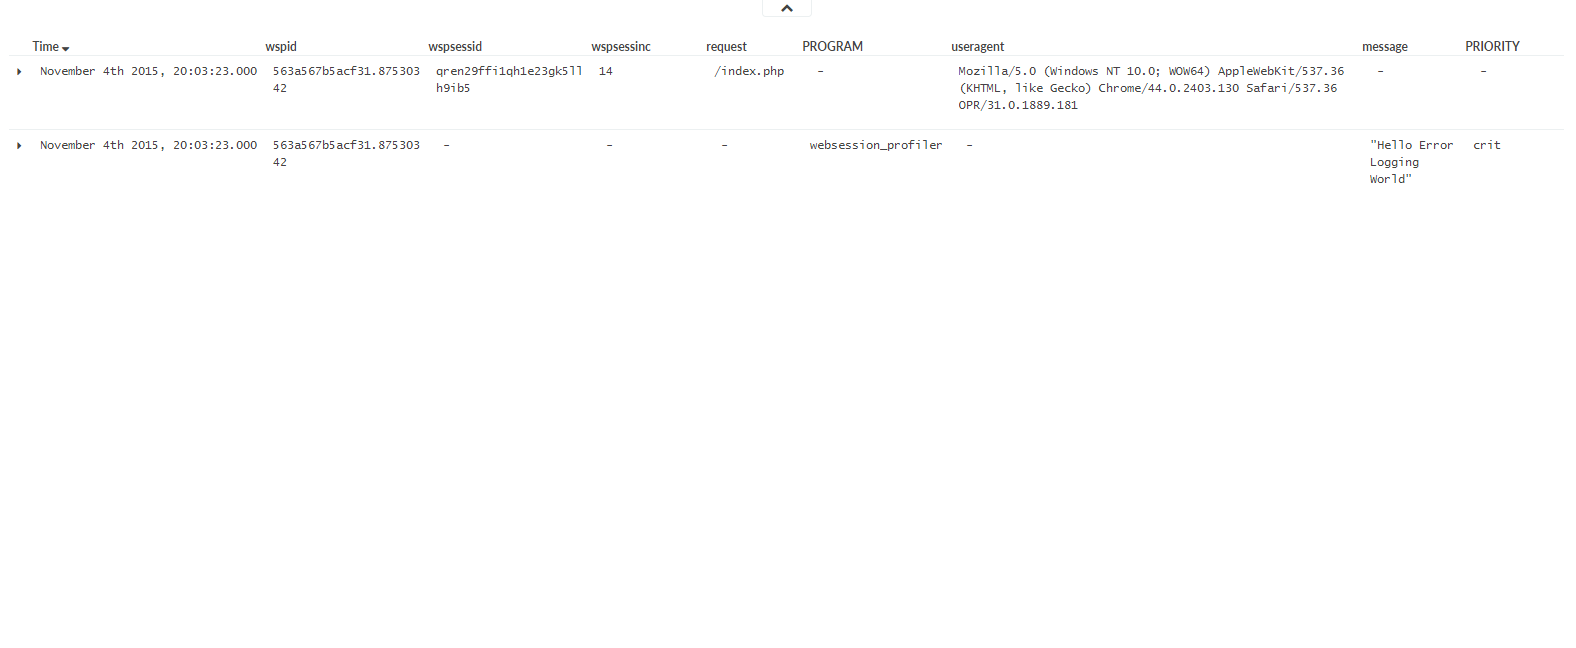 Time wspid wspsessid wspsessinc request PROGRAM useragent message PRIORITY
November 4th 2015, 20:03:23.000 563a567b5acf31.875303 qren29ffi1qh1e23gk5ll 14 /index.php - Mozilla/5.0 (Windows NT 10.0; WOW64) AppleWebKit/537.36 - -
42 h9ib5 (KHTML, like Gecko) Chrome/44.0.2403.130 Safari/537.36
OPR/31.0.1889.181
November 4th 2015, 20:03:23.000 563a567b5acf31.875303 - - - websession_profiler - "Hello Error crit
42 Logging
World"